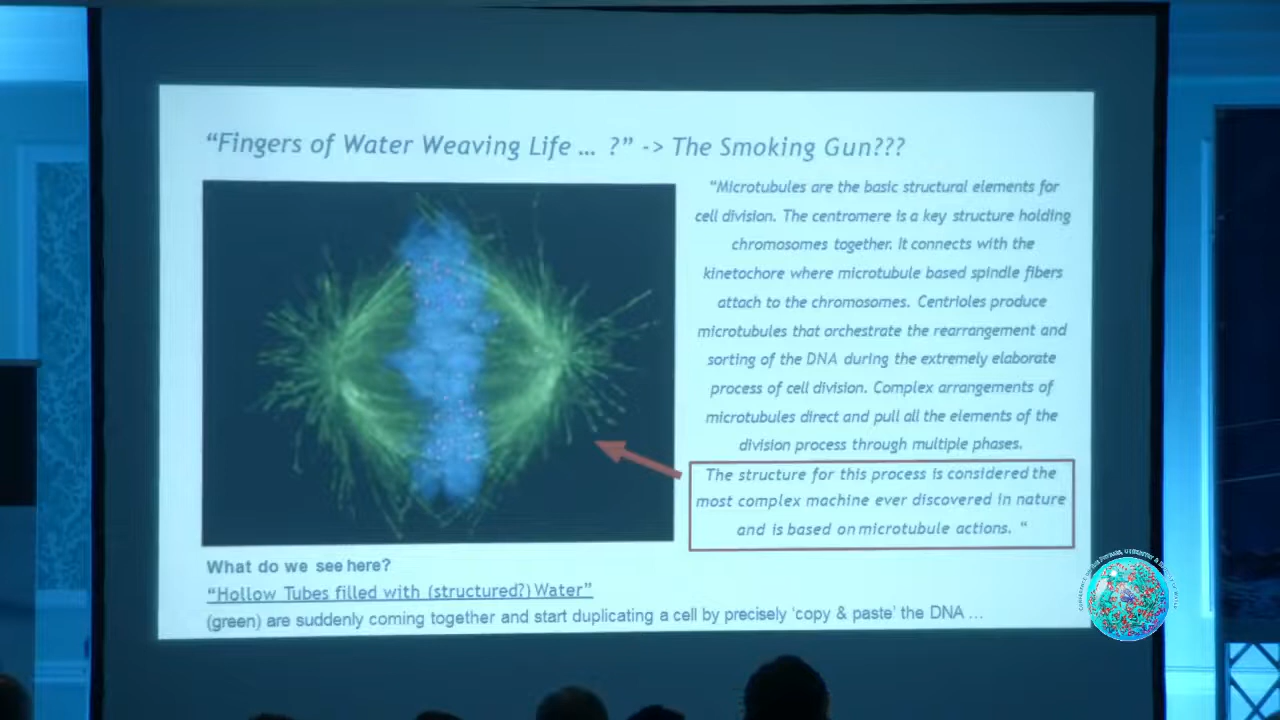 “Fingers of Water Weaving Life ... ?” -> The Smoking Gun???
“Microtubules are the basic structural elements for
cell division. The centromere is a key structure holding
chromosomes together. It connects with the
kinetochore where microtubule based spindle fibers
attach to the chromosomes. Centrioles produce
microtubules that orchestrate the rearrangement and
sorting of the DNA during the extremely elaborate
process of cell division. Complex arrangements of
microtubules direct and pull all the elements of the
division process through multiple phases.
The structure for this process is considered the
most complex machine ever discovered in nature
and is based on microtubule actions. “
What do we see here?
“Hollow Tubes filled with (structured?) Water”
(green) are suddenly coming together and start duplicating a cell by precisely ‘copy & paste’ the DNA ...